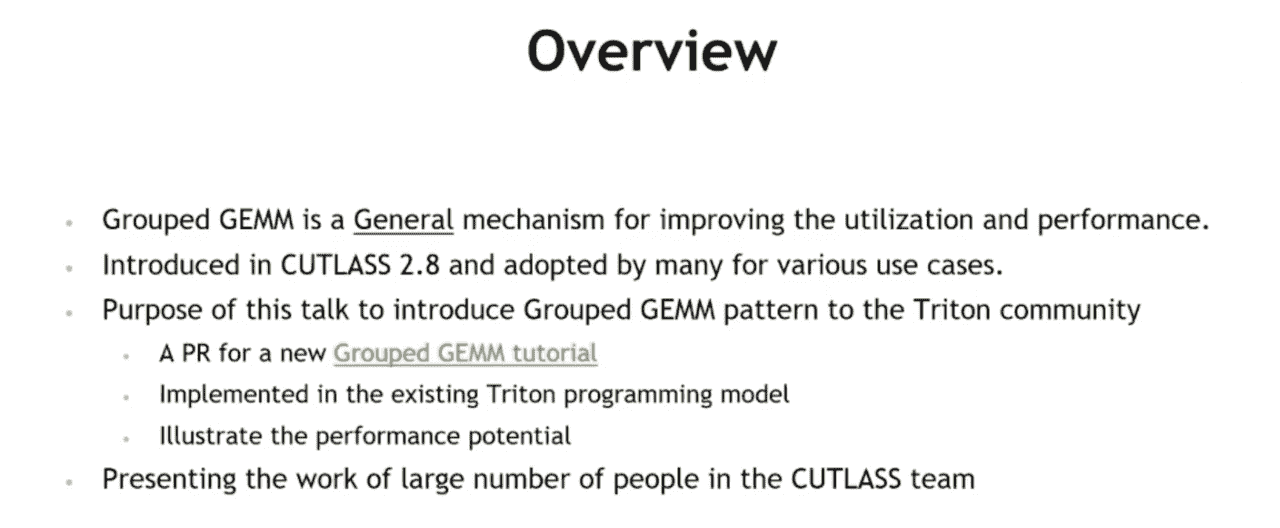 Overview
Grouped GEMM is a General mechanism for improving the utilization and performance.
Introduced in CUTLASS 2.8 and adopted by many for various use cases.
Purpose of this talk to introduce Grouped GEMM pattern to the Triton community
A PR for a new Grouped GEMM tutorial
Implemented in the existing Triton programming model
Illustrate the performance potential
Presenting the work of large number of people in the CUTLASS team